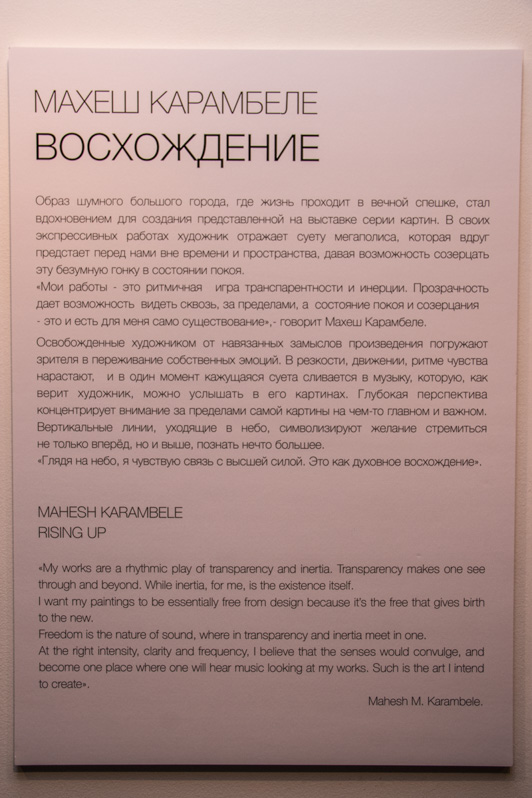 МАХЕШ КАРАМБЕЛЕ
ВОСХОЖДЕНИЕ
Образ шумного большого города, где жизнь проходит в вечной спешке, стал
вдохновением для создания представленной на выставке серии картин. В своих
экспрессивных работах художник отражает суету мегаполиса, которая вдруг
предстает перед нами вне времени и пространства, давая возможность созерцать
эту безумную гонку в состоянии покоя.
«Мои работы - это ритмичная игра транспарентности и инерции. Прозрачность
дает возможность видеть сквозь, за пределами, а состояние покоя и созерцания
- это и есть для меня само существование»,- говорит Махеш Карамбеле.
Освобожденные художником от навязанных замыслов произведения погружают
зрителя в переживание собственных эмоций. В резкости, движении, ритме чувства
нарастают, и в один момент кажущаяся суета сливается в музыку, которую, как
верит художник, можно услышать в его картинах. Глубокая перспектива
концентрирует внимание за пределами самой картины на чем-то главном и важном.
Вертикальные линии, уходящие в небо, символизируют желание стремиться
не только вперёд, но и выше, познать нечто большее.
«Глядя на небо, я чувствую связь с высшей силой. Это как духовное восхождение».
MAHESH KARAMBELE
RISING UP
«My works are a rhythmic play of transparency and inertia. Transparency makes one see
through and beyond. While inertia, for me, is the existence itself.
I want my paintings to be essentially free from design because it's the free that gives birth
to the new.
Freedom is the nature of sound, where in transparency and inertia meet in one.
At the right intensity, clarity and frequency, I believe that the senses would convulge, and
become one place where one will hear music looking at my works. Such is the art I intend
to create».
Mahesh M. Karambele.